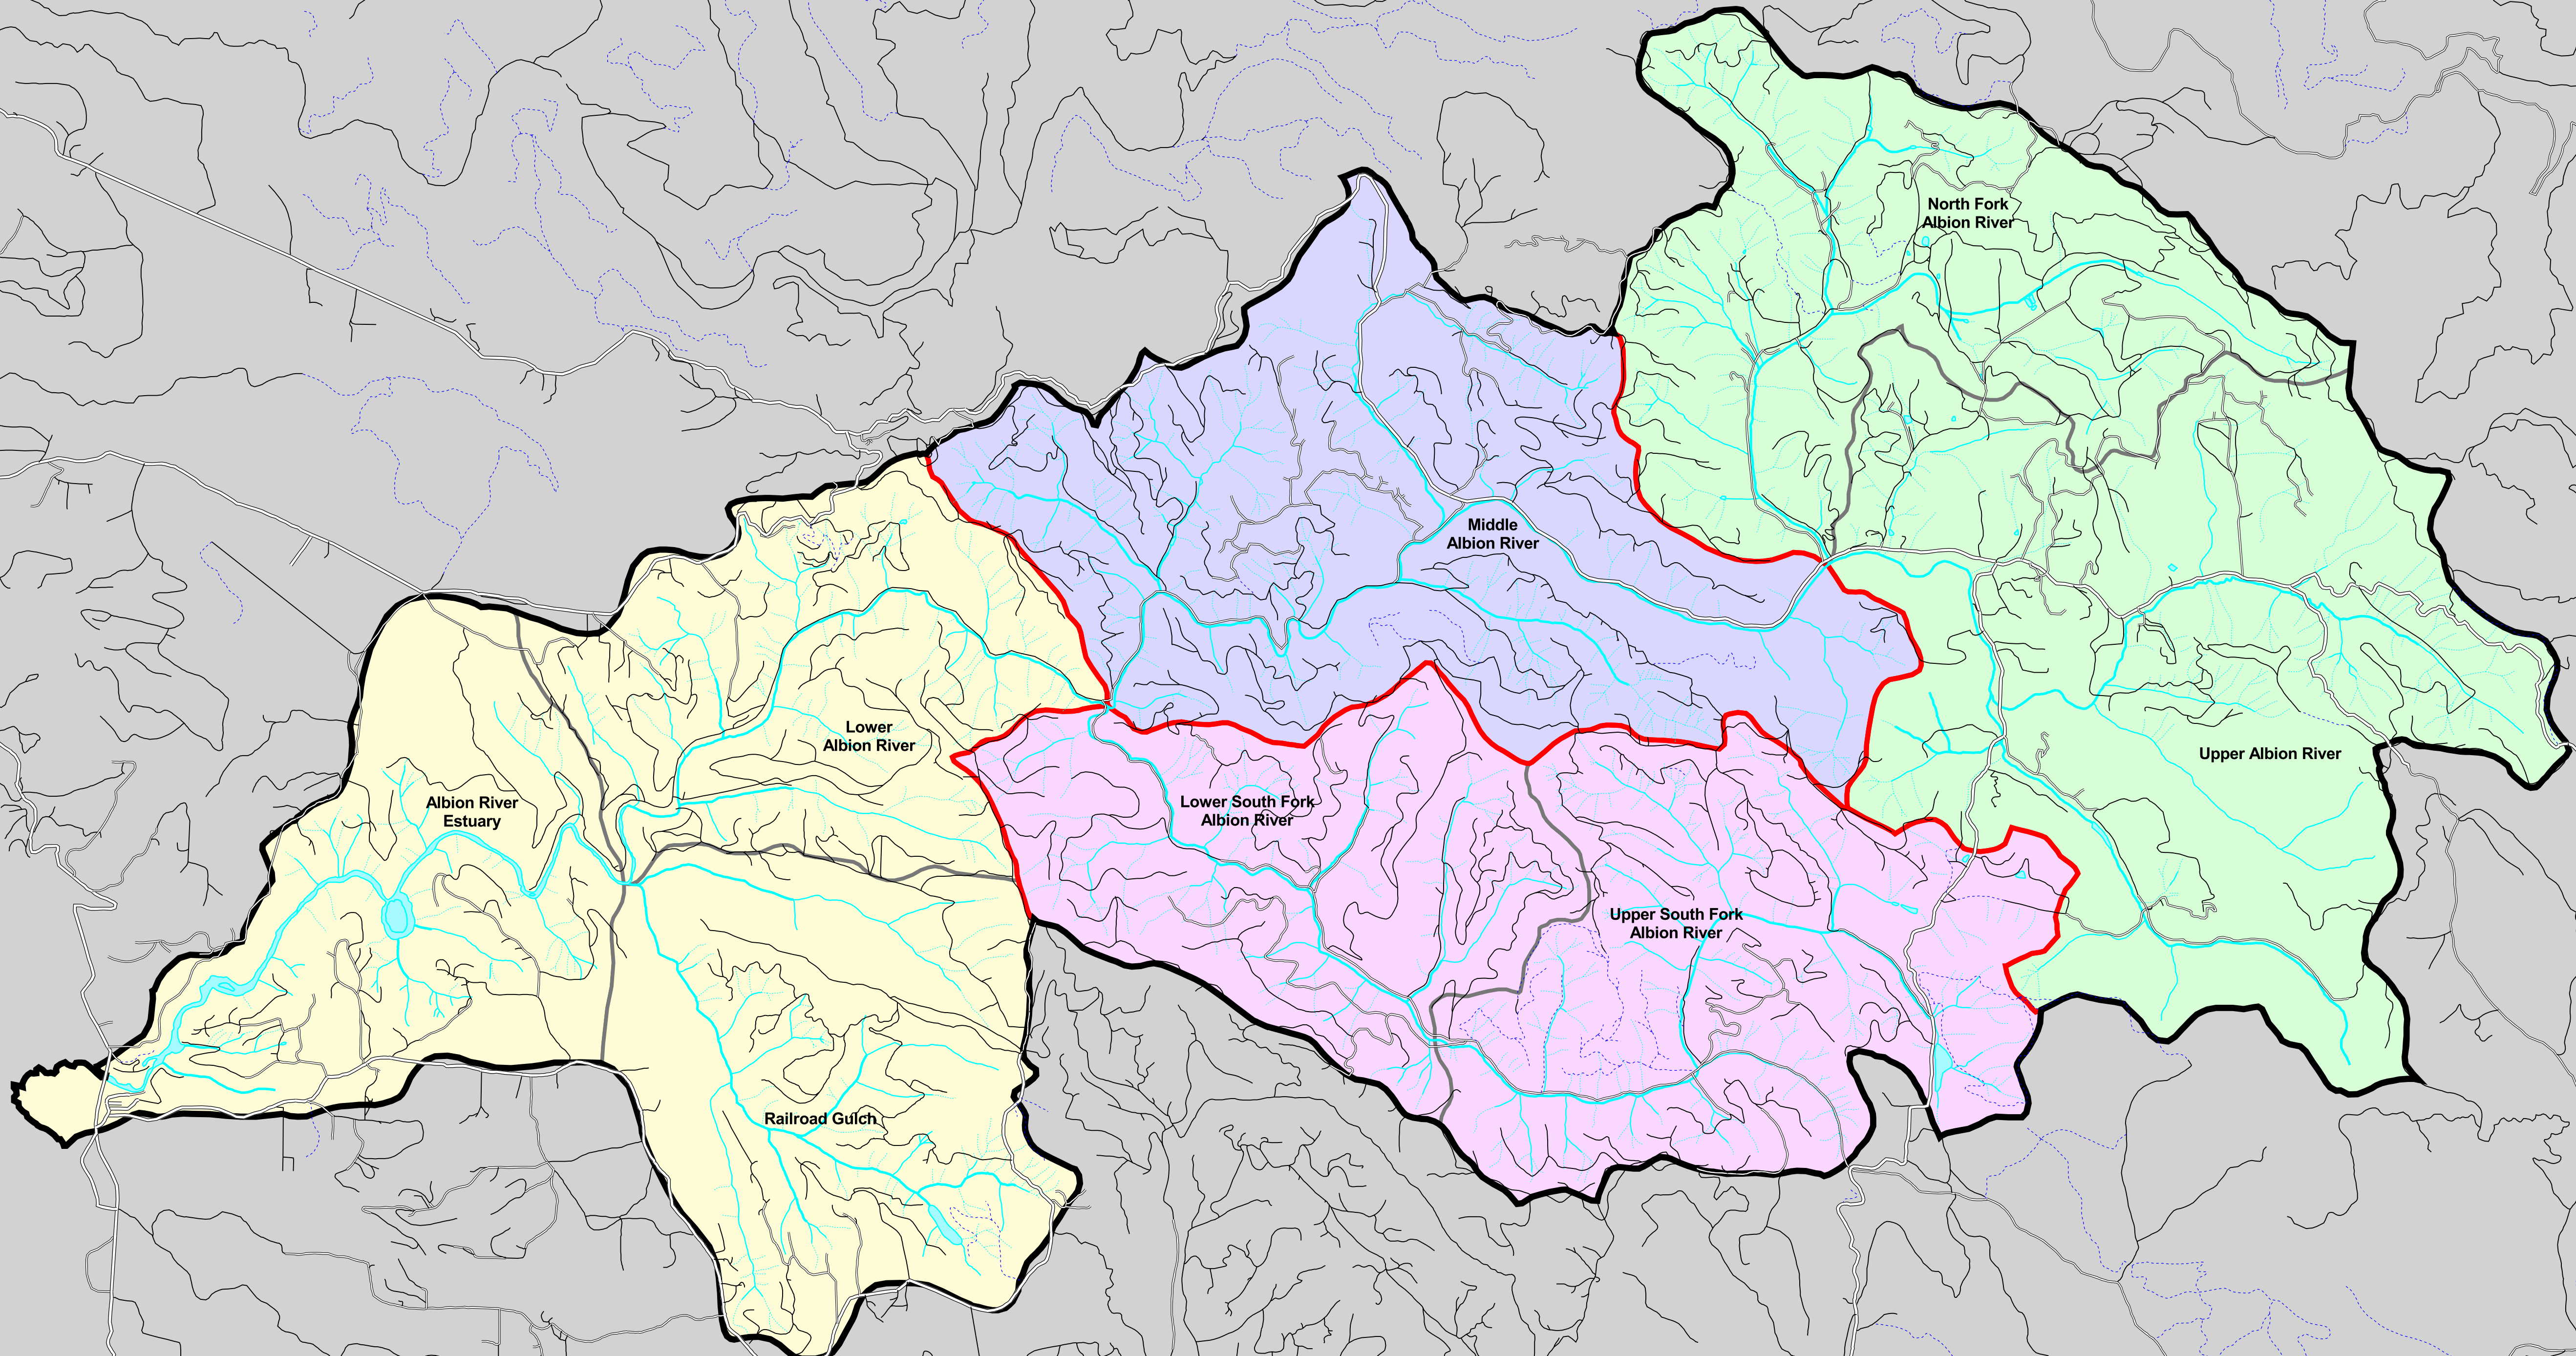 North Fork
Albion River
Middle
Albion River
Lower
Albion River
Upper Albion River
Albion River
Estuary
Lower South Fork
Albion River
Upper South Fork
Albion River
Railroad Gulch